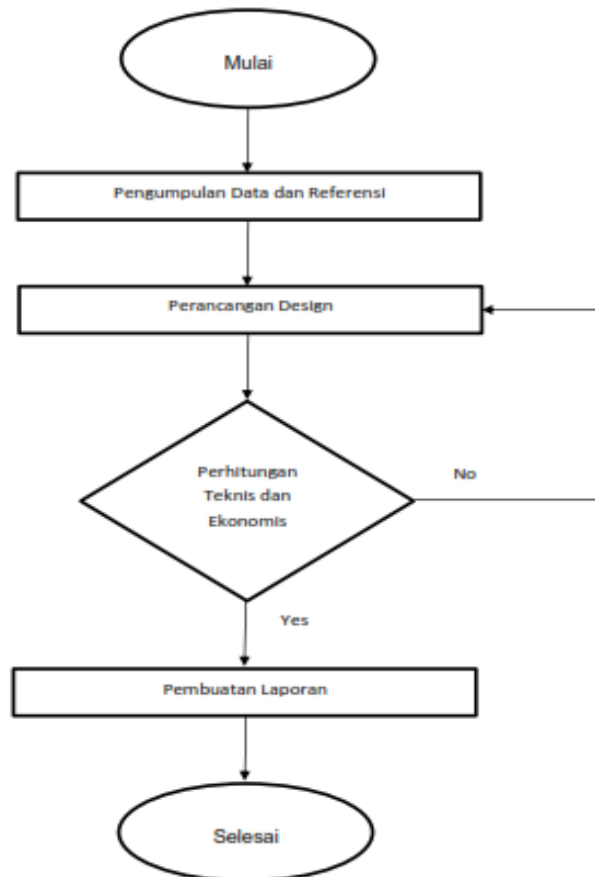 Mulai
Pengumpulan Data dan Referensi
Perancangan Design
Perhitungan
Teknis dan
Ekonomis
No
Yes
Pembuatan Laporan
Selesai